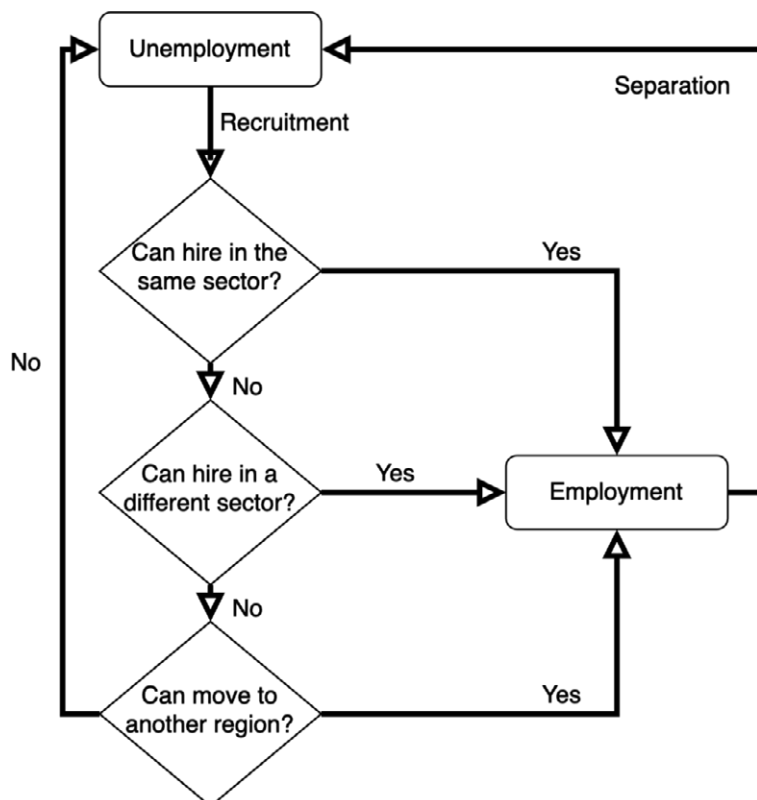 Unemployment
Separation
Recruitment
Can hire in the
same sector?
Yes
No
No
Can hire in a
different sector?
Yes
Employment
No
Can move to
another region?
Yes